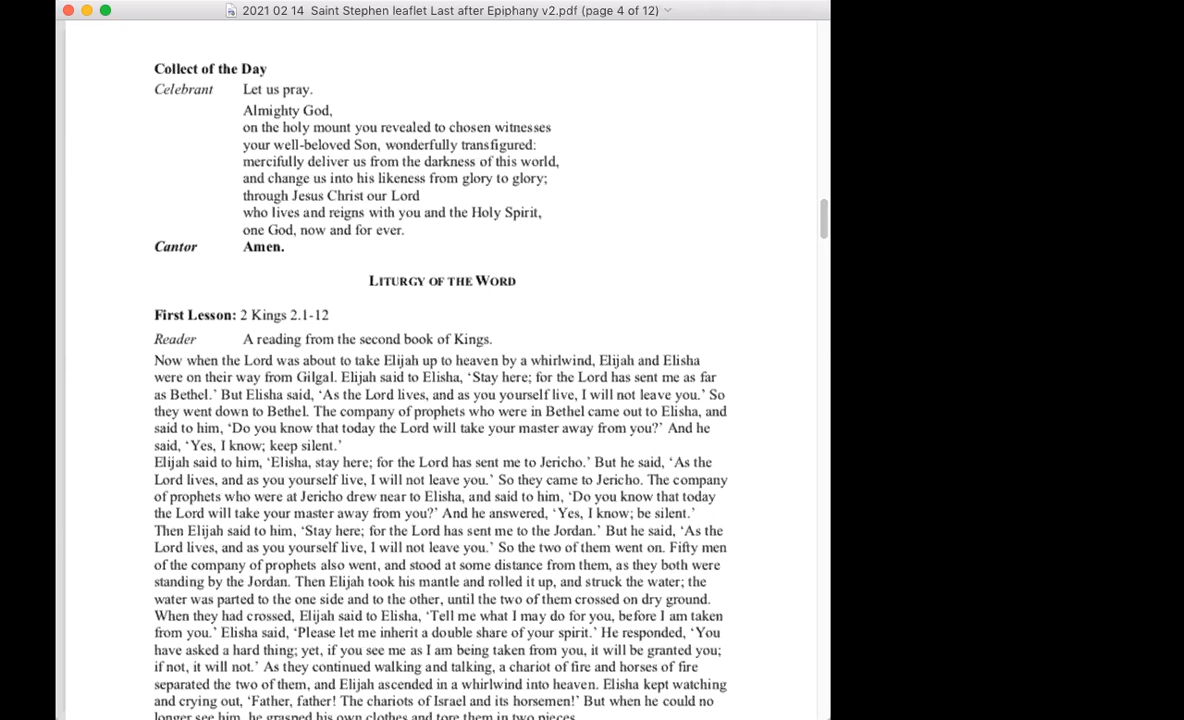 2021 02 14 Saint Stephen leaflet Last after Epiphany v2.pdf (page 4 of 12)
Collect of the Day
Celebrant Let us pray.
Almighty God,
on the holy mount you revealed to chosen witnesses
your well-beloved Son, wonderfully transfigured:
mercifully deliver us from the darkness of this world,
and change us into his likeness from glory to glory;
through Jesus Christ our Lord
who lives and reigns with you and the Holy Spirit,
one God, now and for ever.
Cantor Amen.
LITURGY OF THE WORD
First Lesson: 2 Kings 2.1-12
Reader A reading from the second book of Kings.
Now when the Lord was about to take Elijah up to heaven by a whirlwind, Elijah and Elisha
were on their way from Gilgal. Elijah said to Elisha, ‘Stay here; for the Lord has sent me as far
as Bethel.’ But Elisha said, ‘As the Lord lives, and as you yourself live, I will not leave you.’ So
they went down to Bethel. The company of prophets who were in Bethel came out to Elisha, and
said to him, ‘Do you know that today the Lord will take your master away from you?’ And he
said, ‘Yes, I know; keep silent.’
Elijah said to him, ‘Elisha, stay here; for the Lord has sent me to Jericho.’ But he said, ‘As the
Lord lives, and as you yourself live, I will not leave you.’ So they came to Jericho. The company
of prophets who were at Jericho drew near to Elisha, and said to him, ‘Do you know that today
the Lord will take your master away from you?’ And he answered, ‘Yes, I know; be silent.’
Then Elijah said to him, ‘Stay here; for the Lord has sent me to the Jordan.’ But he said, ‘As the
Lord lives, and as you yourself live, I will not leave you.’ So the two of them went on. Fifty men
of the company of prophets also went, and stood at some distance from them, as they both were
standing by the Jordan. Then Elijah took his mantle and rolled it up, and struck the water; the
water was parted to the one side and to the other, until the two of them crossed on dry ground.
When they had crossed, Elijah said to Elisha, ‘Tell me what I may do for you, before I am taken
from you.’ Elisha said, ‘Please let me inherit a double share of your spirit.’ He responded, ‘You
have asked a hard thing; yet, if you see me as I am being taken from you, it will be granted you;
if not, it will not.’ As they continued walking and talking, a chariot of fire and horses of fire
separated the two of them, and Elijah ascended in a whirlwind into heaven. Elisha kept watching
and crying out, ‘Father, father! The chariots of Israel and its horsemen!’ But when he could no
longer see him, he grasped his own clothes and tore them in two pieces.